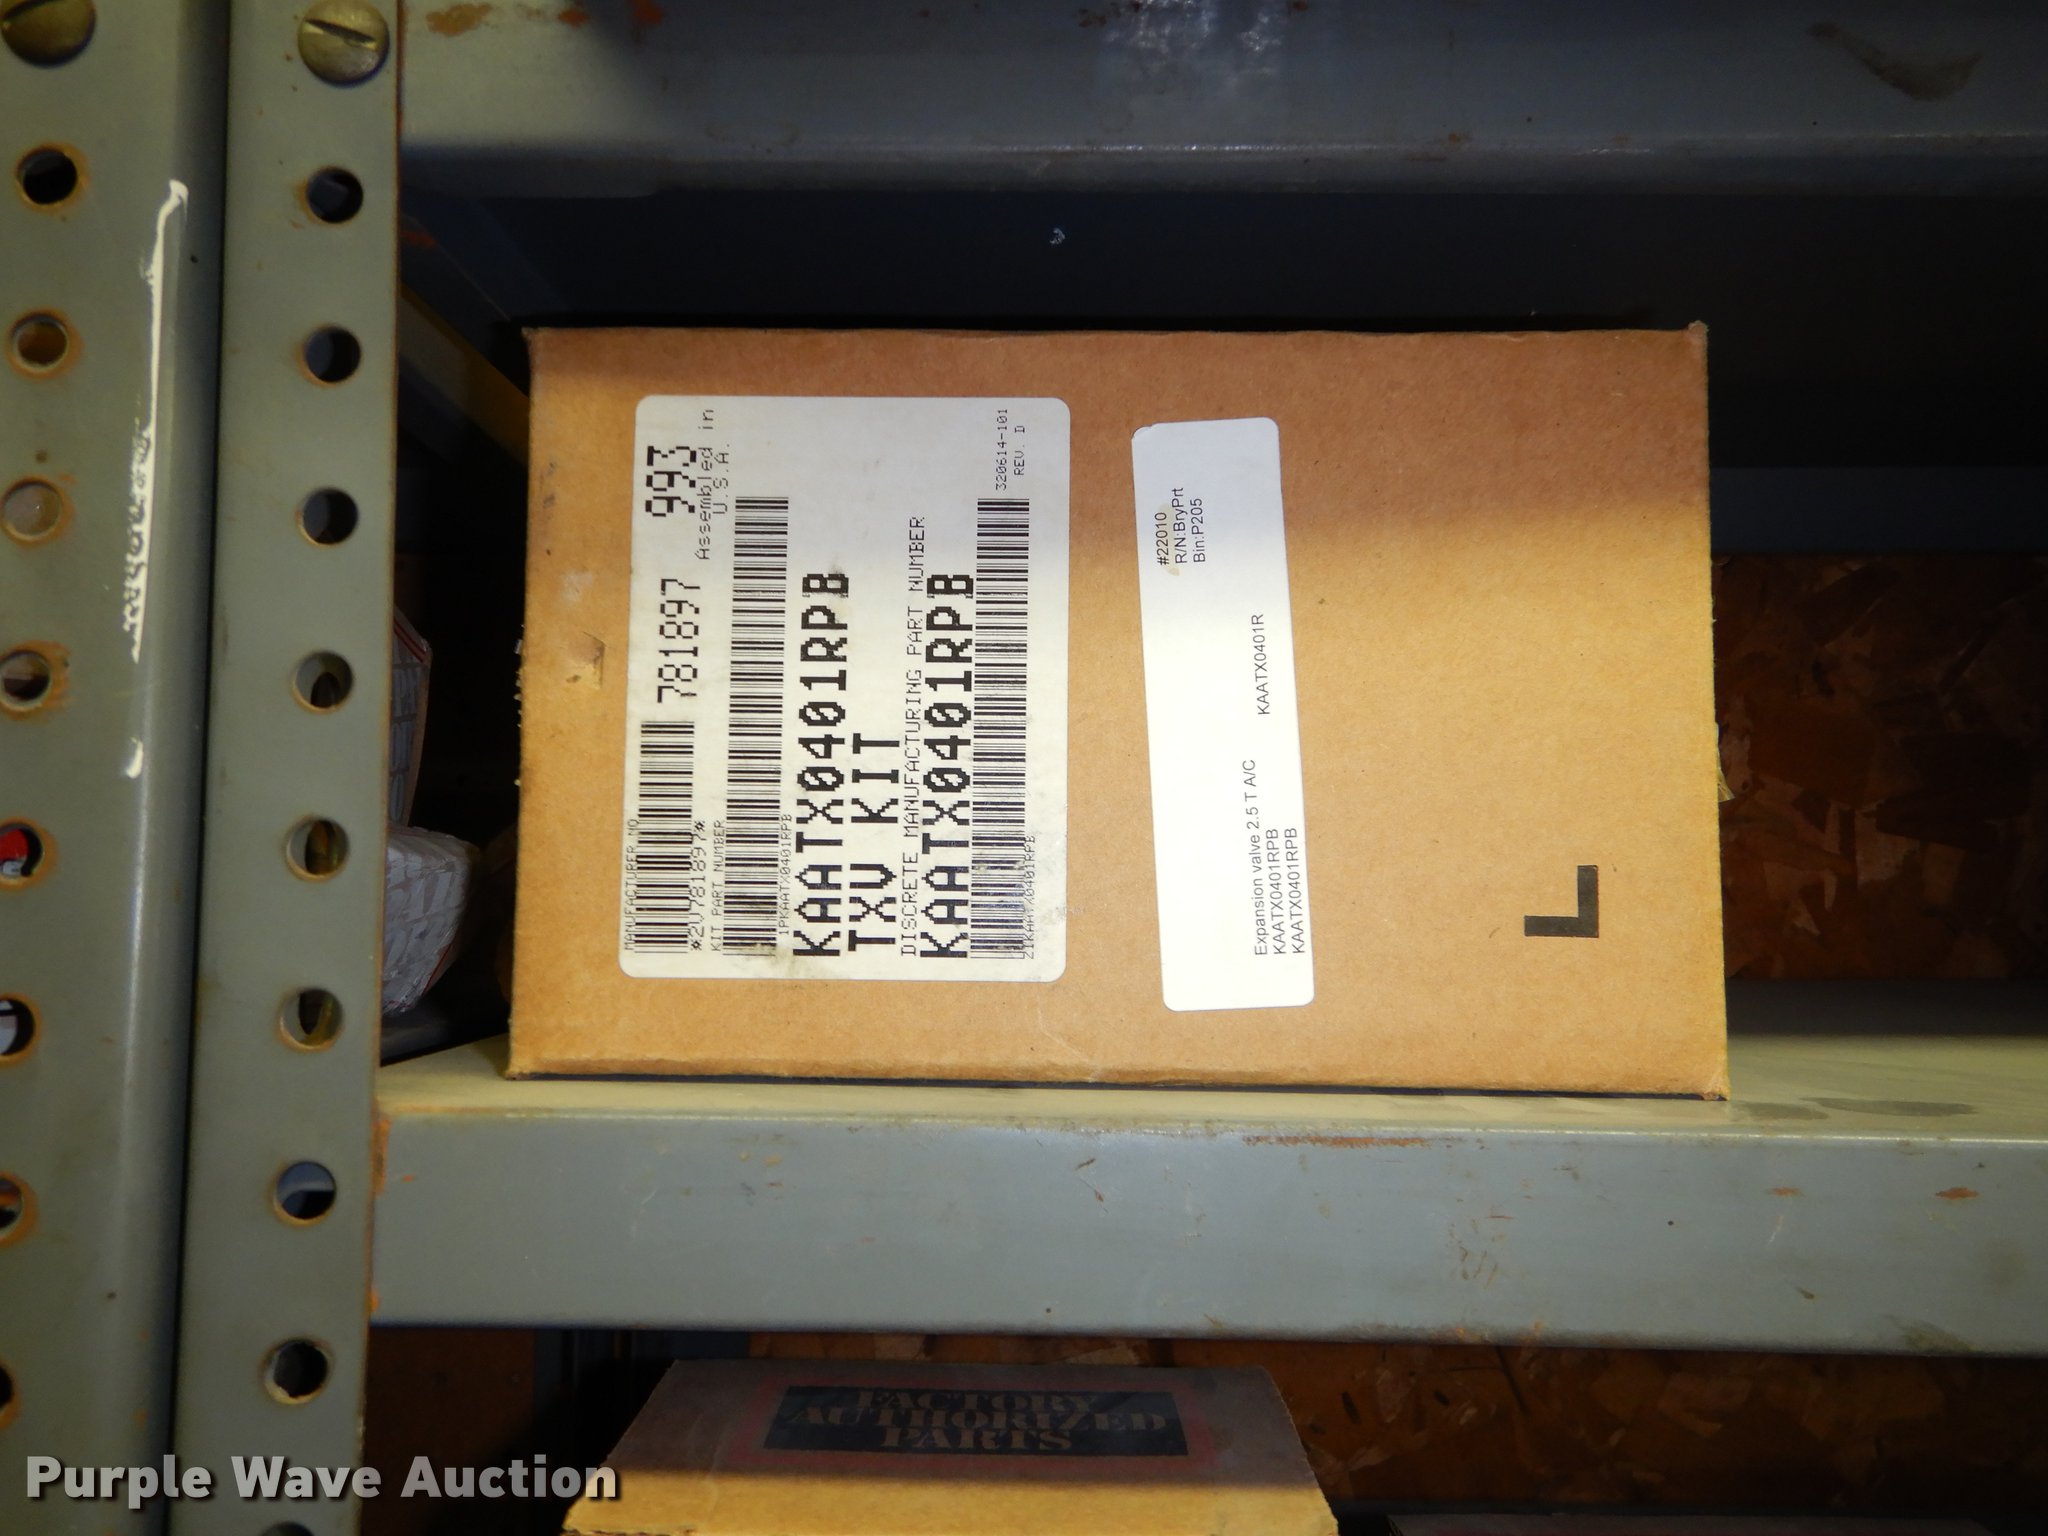 MANUFACTURER NO
*2V781897*
781897 993
Assembled in
U.S.A.
KIT PART NUMBER
1PKAATX0401RPB
KAATX0401RPB
TXV KIT
DISCRETE MANUFACTURING PART NUMBER
KAATX0401RPB
21KAATX0401RPB
320614-101
REV. D
#22010
R/N:BryPrt
Bin:P205
Expansion valve 2.5 T A/C KAATX0401R
KAATX0401RPB
KAATX0401RPB
L
FACTORY
AUTHORIZED
PARTS
Purple Wave Auction